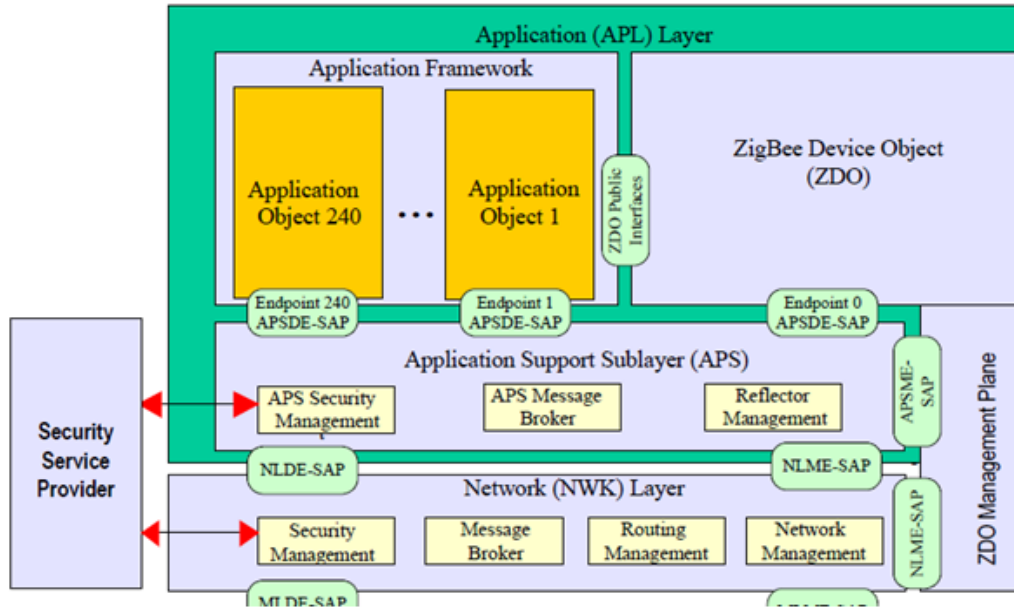 Application (APL) Layer
Application Framework
Application
Object 240
...
Application
Object 1
ZDO Public
Interfaces
ZigBee Device Object
(ZDO)
Endpoint 240
APSDE-SAP
Endpoint 1
APSDE-SAP
Endpoint 0
APSDE-SAP
Application Support Sublayer (APS)
APS Security
Management
APS Message
Broker
Reflector
Management
APSME-
SAP
Security
Service
Provider
NLDE-SAP
NLME-SAP
Network (NWK) Layer
Security
Management
Message
Broker
Routing
Management
Network
Management
NLME-SAP
ZDO Management Plane